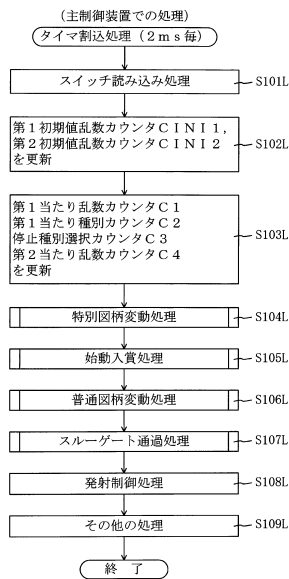 (主制御装置での処理)
タイマ割込処理(2ms毎)
スイッチ読み込み処理
S101L
第1初期値乱数カウンタCINI1,
第2初期値乱数カウンタCINI2
を更新
S102L
第1当たり乱数カウンタC1
第1当たり種別カウンタC2
停止種別選択カウンタC3
第2当たり乱数カウンタC4
を更新
S103L
特別図柄変動処理
S104L
始動入賞処理
S105L
普通図柄変動処理
S106L
スルーゲート通過処理
S107L
発射制御処理
S108L
その他の処理
S109L
終 了